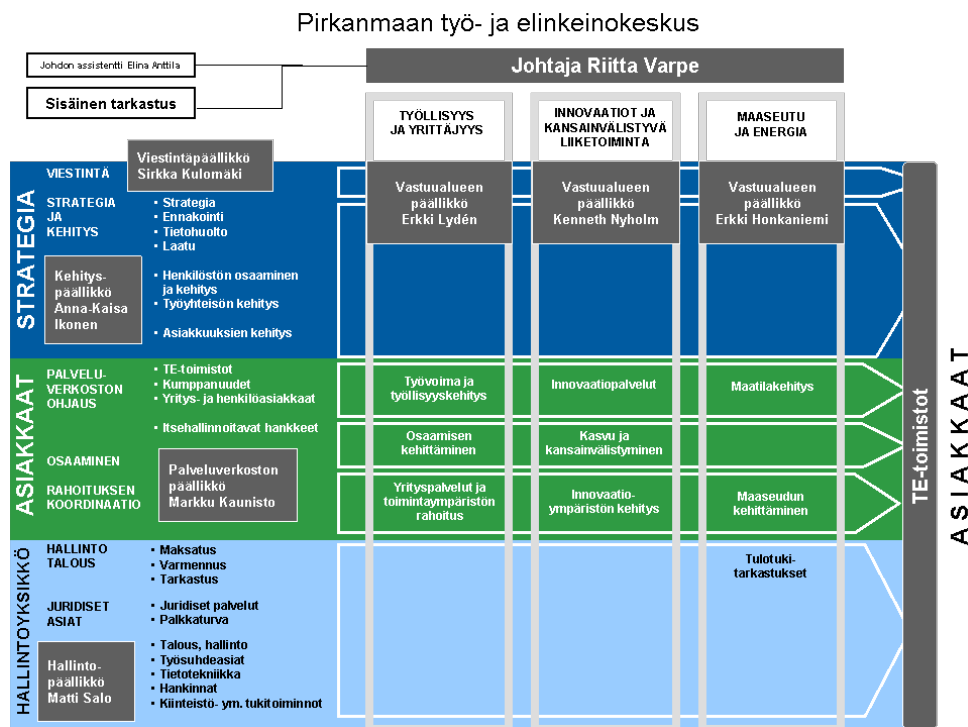 Pirkanmaan työ- ja elinkeinokeskus
Johdon assistentti Elina Anttila
Johtaja Riitta Varpe
Sisäinen tarkastus
TYÖLLISYYS
JA YRITTÄJYYS
INNOVAATIOT JA
KANSAINVÄLISTYVÄ
LIIKETOIMINTA
MAASEUTU
JA ENERGIA
Vastuualueen
päällikkö
Erkki Lydén
Vastuualueen
päällikkö
Kenneth Nyholm
Vastuualueen
päällikkö
Erkki Honkaniemi
STRATEGIA
Viestintäpäällikkö
Sirkka Kulomäki
VIESTINTÄ
STRATEGIA
JA
KEHITYS
▪ Strategia
▪ Ennakointi
▪ Tietohuolto
▪ Laatu
▪ Henkilöstön osaaminen
ja kehitys
▪ Työyhteisön kehitys
▪ Asiakkuuksien kehitys
Kehitys-
päällikkö
Anna-Kaisa
Ikonen
ASIAKKAAT
PALVELU-
VERKOSTON
OHJAUS
▪ TE-toimistot
▪ Kumppanuudet
▪ Yritys- ja henkilöasiakkaat
▪ Itsehallinnoitavat hankkeet
OSAAMINEN
RAHOITUKSEN
KOORDINAATIO
Palveluverkoston
päällikkö
Markku Kaunisto
Työvoima ja
työllisyyskehitys
Innovaatiopalvelut
Maatilakehitys
Osaamisen
kehittäminen
Kasvu ja
kansainvälistyminen
Yrityspalvelut ja
toimintaympäristön
rahoitus
Innovaatio-
ympäristön kehitys
Maaseudun
kehittäminen
HALLINTOYKSIKKÖ
HALLINTO
TALOUS
▪ Maksatus
▪ Varmennus
▪ Tarkastus
Tulotuki-
tarkastukset
JURIDISET
ASIAT
▪ Juridiset palvelut
▪ Palkkaturva
▪ Talous, hallinto
▪ Työsuhdeasiat
▪ Tietotekniikka
▪ Hankinnat
▪ Kiinteistö- ym. tukitoiminnot
Hallinto-
päällikkö
Matti Salo
TE-toimistot
ASIAKKAAT